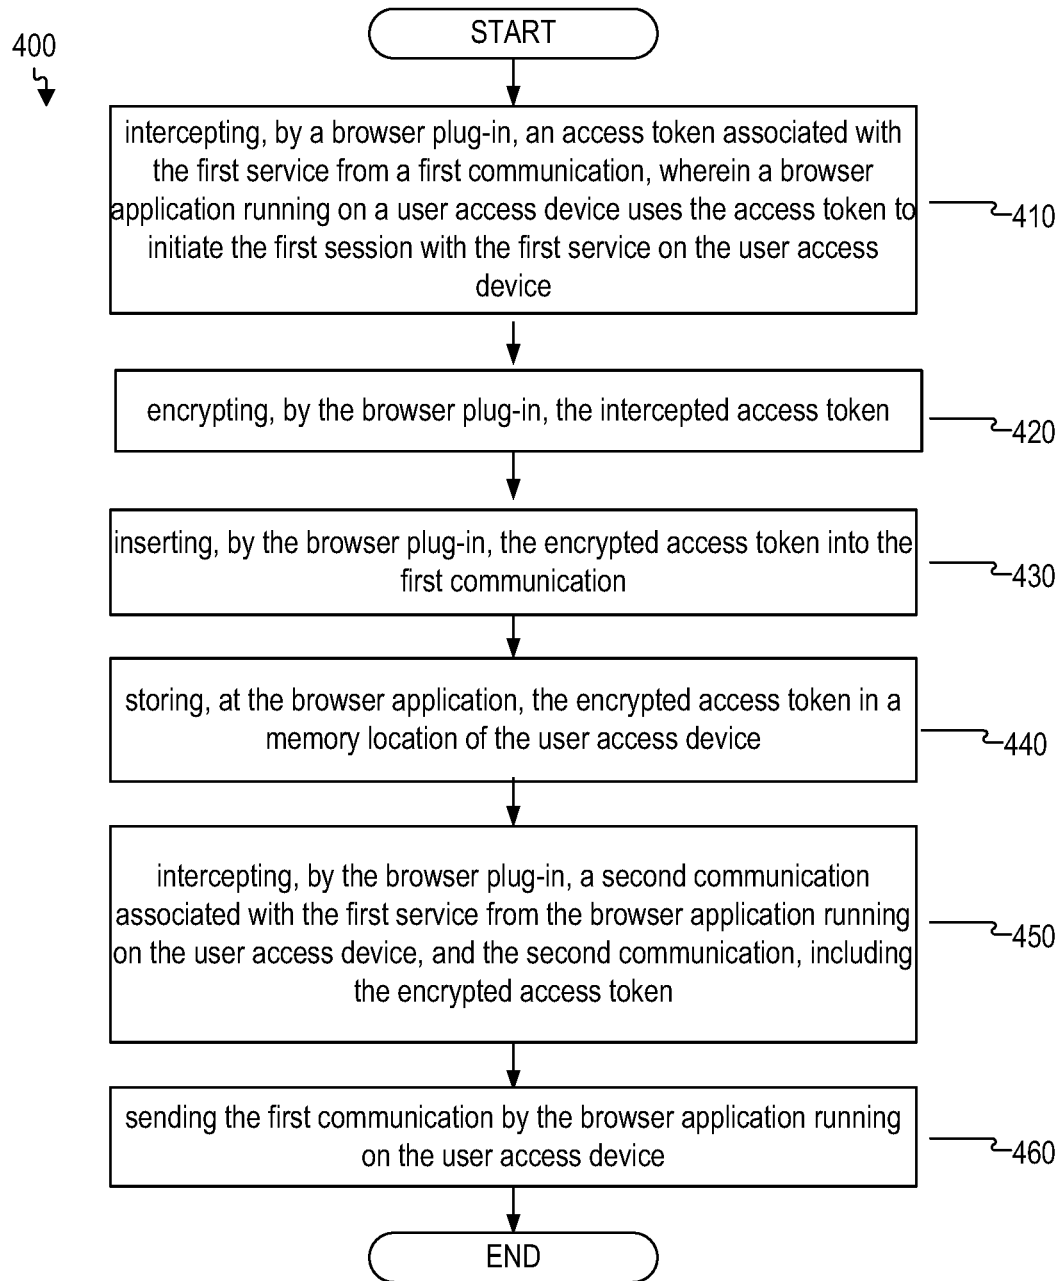 400
START
intercepting, by a browser plug-in, an access token associated with
the first service from a first communication, wherein a browser
application running on a user access device uses the access token to
initiate the first session with the first service on the user access
device
410
encrypting, by the browser plug-in, the intercepted access token
420
inserting, by the browser plug-in, the encrypted access token into the
first communication
430
storing, at the browser application, the encrypted access token in a
memory location of the user access device
440
intercepting, by the browser plug-in, a second communication
associated with the first service from the browser application running
on the user access device, and the second communication, including
the encrypted access token
450
sending the first communication by the browser application running
on the user access device
460
END